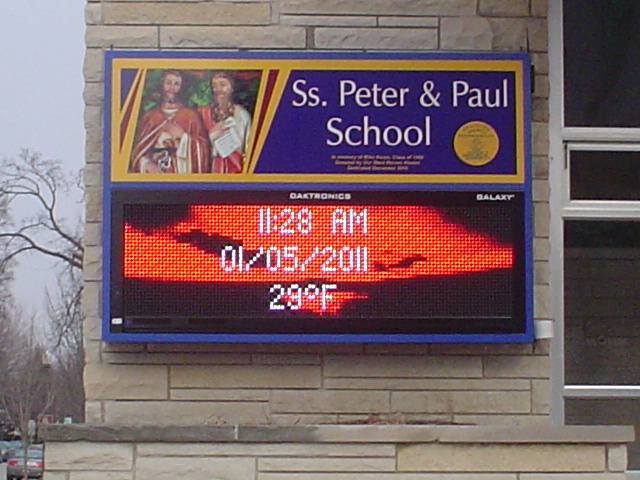 Ss. Peter & Paul
School
DAKTRONICS GALAXY
11:28 AM
01/05/2011
29°F